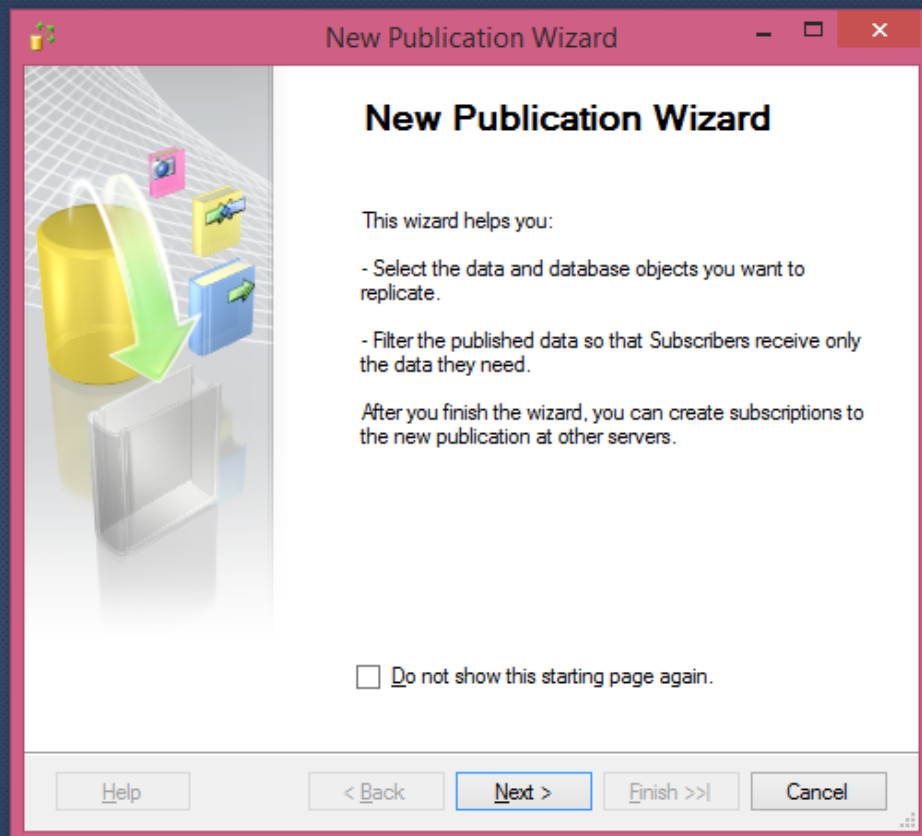 New Publication Wizard
New Publication Wizard
This wizard helps you:
- Select the data and database objects you want to
replicate.
- Filter the published data so that Subscribers receive only
the data they need.
After you finish the wizard, you can create subscriptions to
the new publication at other servers.
Do not show this starting page again.
Help
< Back
Next >
Finish >>|
Cancel